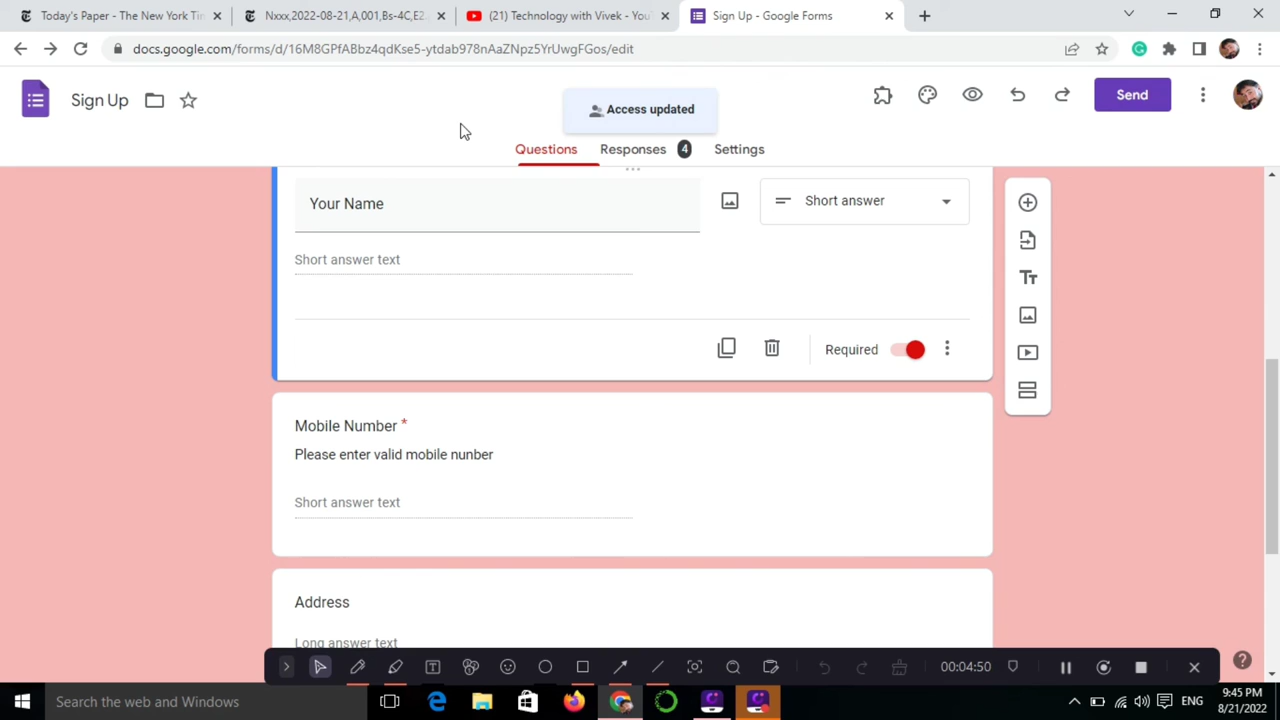 Today's Paper - The New York Tim
Nxxx,2022-08-21,A,001,Bs-4C,E2
(21) Technology with Vivek - You
Sign Up - Google Forms
docs.google.com/forms/d/16M8GPfABbz4qdKse5-ytdab978nAaZNpz5YrUwgFGos/edit
Sign Up
Access updated
Send
Questions
Responses 4
Settings
Your Name
Short answer
Short answer text
Required
Mobile Number *
Please enter valid mobile nunber
Short answer text
Address
Long answer text
00:04:50
Search the web and Windows
ENG
9:45 PM
8/21/2022